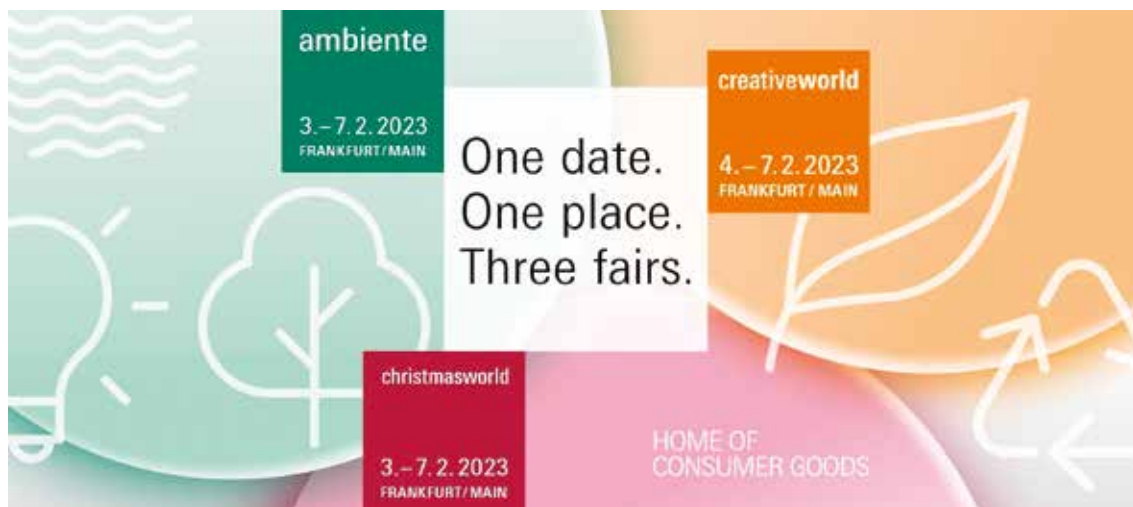 ambiente
3.–7.2.2023
FRANKFURT/MAIN
creativeworld
4.–7.2.2023
FRANKFURT / MAIN
One date.
One place.
Three fairs.
christmasworld
3.–7.2.2023
FRANKFURT/MAIN
HOME OF
CONSUMER GOODS